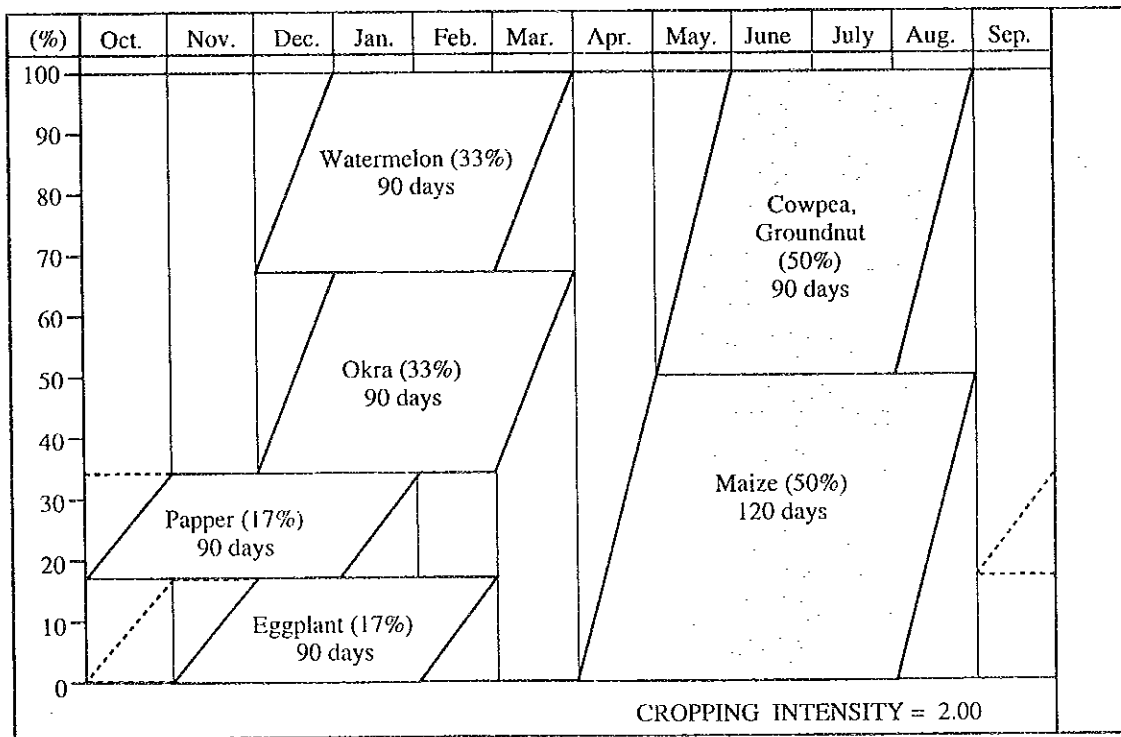 (%) Oct. Nov. Dec. Jan. Feb. Mar. Apr. May. June July Aug. Sep.
100
90
80
70
60
50
40
30
20
10
0
Watermelon (33%)
90 days
Okra (33%)
90 days
Papper (17%)
90 days
Eggplant (17%)
90 days
Cowpea,
Groundnut
(50%)
90 days
Maize (50%)
120 days
CROPPING INTENSITY = 2.00